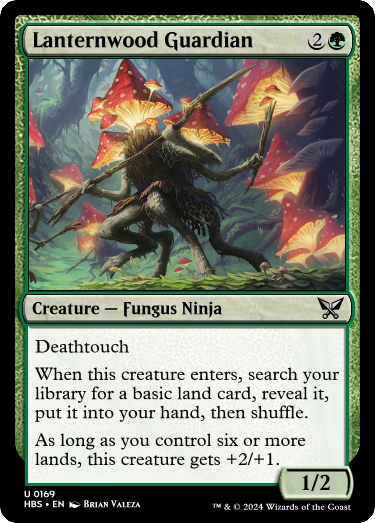 Lanternwood Guardian 2
Creature — Fungus Ninja
Deathtouch
When this creature enters, search your
library for a basic land card, reveal it,
put it into your hand, then shuffle.
As long as you control six or more
lands, this creature gets +2/+1.
1/2
U 0169
HBS • EN Brian Valeza
™ & © 2024 Wizards of the Coast